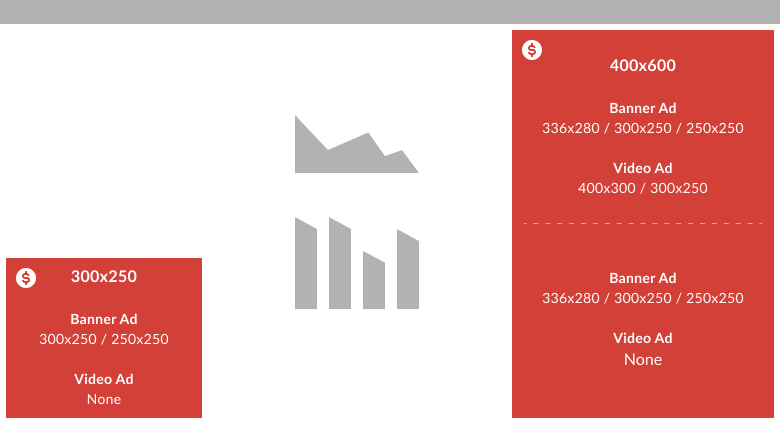 300x250
Banner Ad
300x250 / 250x250
Video Ad
None
$
400x600
Banner Ad
336x280 / 300x250 / 250x250
Video Ad
400x300 / 300x250
Banner Ad
336x280 / 300x250 / 250x250
Video Ad
None
$